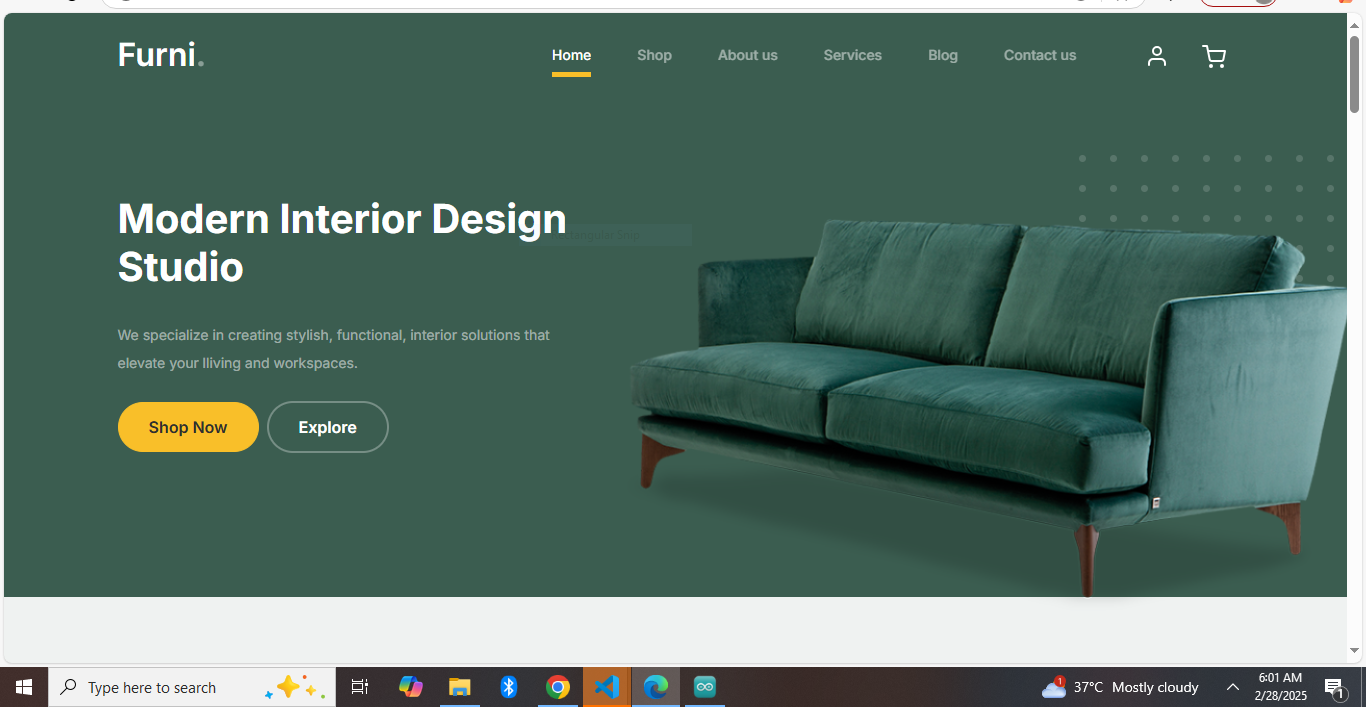 Furni.
Home Shop About us Services Blog Contact us
Modern Interior Design
Studio
We specialize in creating stylish, functional, interior solutions that
elevate your lliving and workspaces.
Shop Now Explore
Type here to search
1
37°C Mostly cloudy
6:01 AM
2/28/2025
1